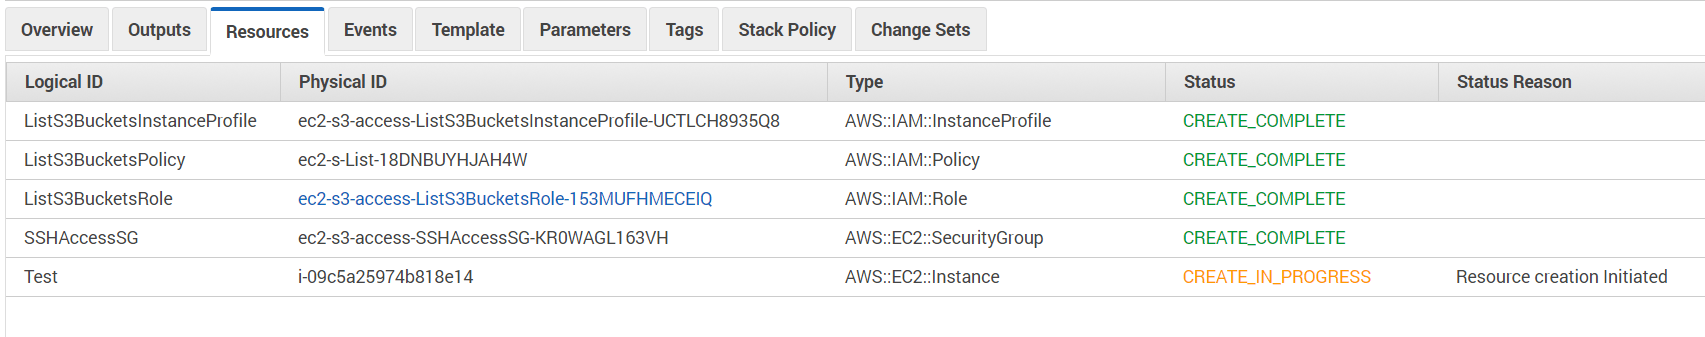 Overview Outputs Resources Events Template Parameters Tags Stack Policy Change Sets
Logical ID Physical ID Type Status Status Reason
ListS3BucketsInstanceProfile ec2-s3-access-ListS3BucketsInstanceProfile-UCTLCH8935Q8 AWS::IAM::InstanceProfile CREATE_COMPLETE
ListS3BucketsPolicy ec2-s-List-18DNBUYHJAH4W AWS::IAM::Policy CREATE_COMPLETE
ListS3BucketsRole ec2-s3-access-ListS3BucketsRole-153MUFHMECEIQ AWS::IAM::Role CREATE_COMPLETE
SSHAccessSG ec2-s3-access-SSHAccessSG-KR0WAGL163VH AWS::EC2::SecurityGroup CREATE_COMPLETE
Test i-09c5a25974b818e14 AWS::EC2::Instance CREATE_IN_PROGRESS Resource creation Initiated